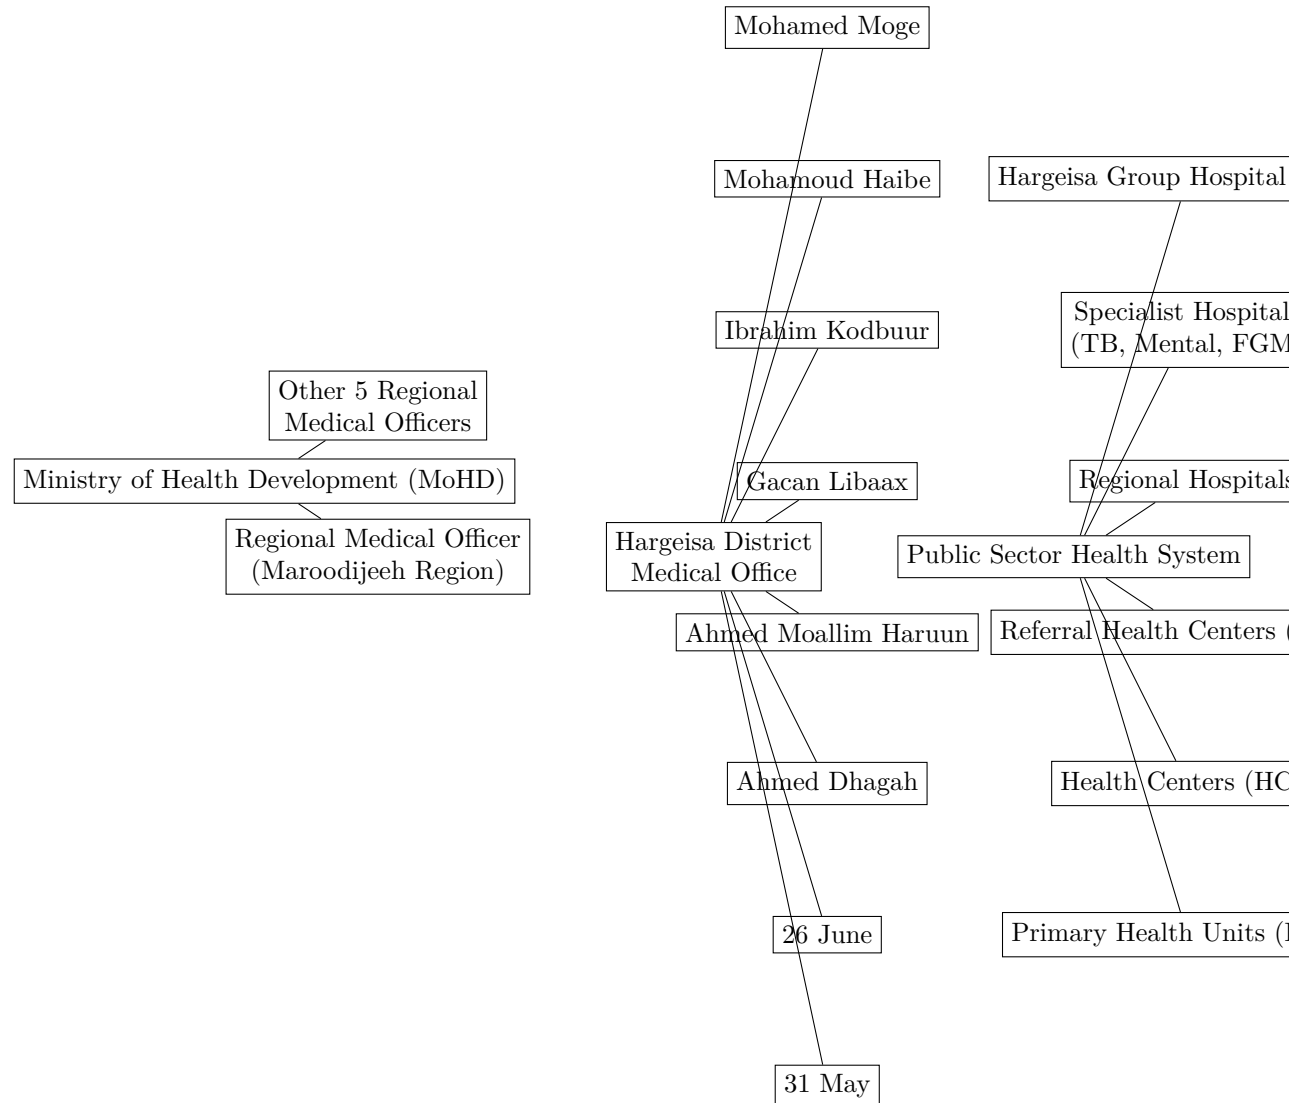 Mohamed Moge
Mohamoud Haibe
Hargeisa Group Hospital
Specialist Hospital
(TB, Mental, FGM
Ibrahim Kodbuur
Other 5 Regional
Medical Officers
Ministry of Health Development (MoHD)
Regional Medical Officer
(Maroodijeeh Region)
Gacan Libaax
Regional Hospitals
Hargeisa District
Medical Office
Public Sector Health System
Ahmed Moallim Haruun
Referral Health Centers (
Ahmed Dhagah
Health Centers (HC
26 June
Primary Health Units (
31 May